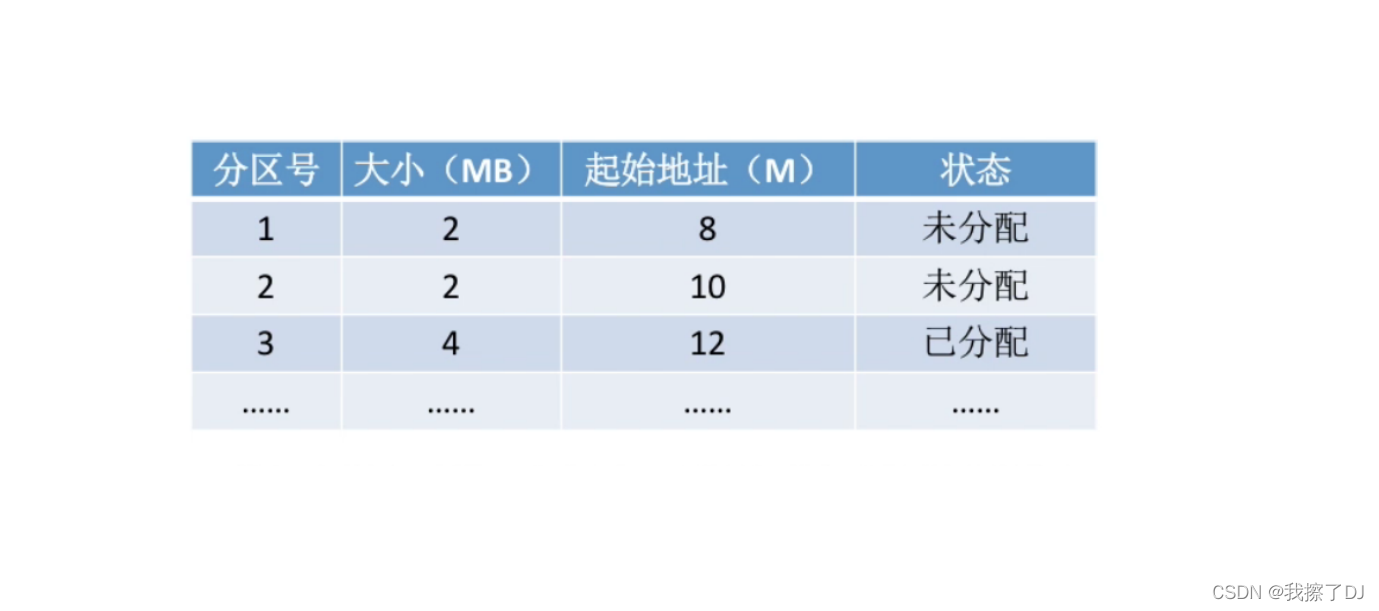 分区号 大小（MB） 起始地址（M） 状态
1 2 8 未分配
2 2 10 未分配
3 4 12 已分配
…… …… …… ……
CSDN @我擦了DJ